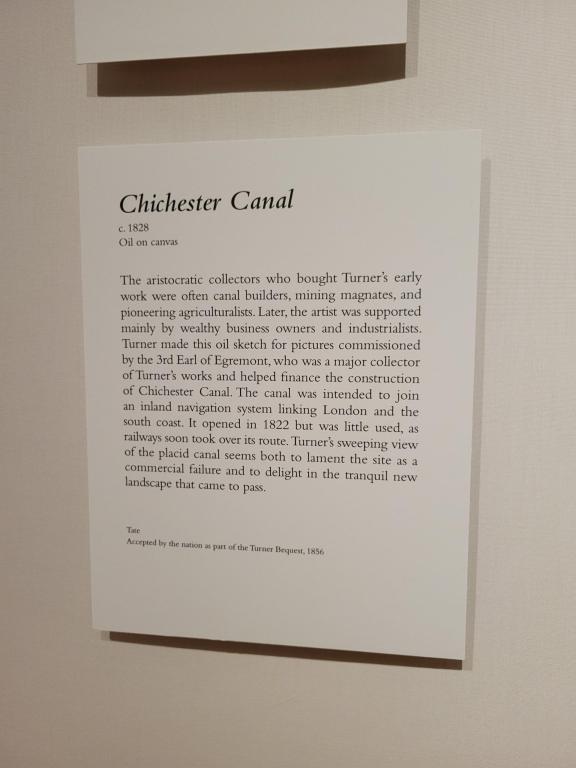 Chichester Canal
c. 1828
Oil on canvas
The aristocratic collectors who bought Turner's early
work were often canal builders, mining magnates, and
pioneering agriculturalists. Later, the artist was supported
mainly by wealthy business owners and industrialists.
Turner made this oil sketch for pictures commissioned
by the 3rd Earl of Egremont, who was a major collector
of Turner's works and helped finance the construction
of Chichester Canal. The canal was intended to join
an inland navigation system linking London and the
south coast. It opened in 1822 but was little used, as
railways soon took over its route. Turner's sweeping view
of the placid canal seems both to lament the site as a
commercial failure and to delight in the tranquil new
landscape that came to pass.
Tate
Accepted by the nation as part of the Turner Bequest, 1856